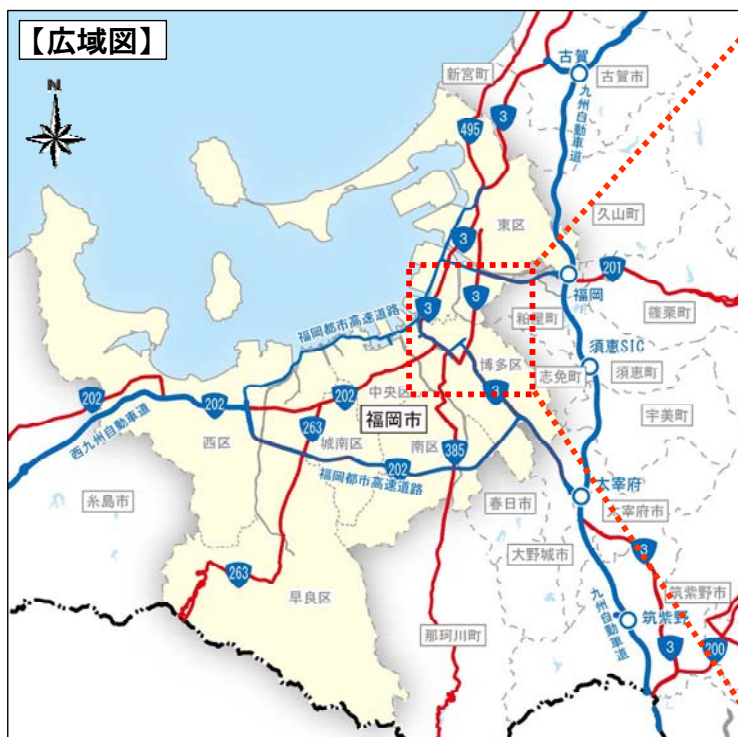 【広域図】
N
古賀
新宮町
古賀市
九州自動車道
495
3
久山町
東区
3
201
福岡
3
3
篠栗町
粕屋町
福岡都市高速道路
須恵SIC
博多区
志免町
須恵町
202
202
202
中央区
3
宇美町
西九州自動車道
263
福岡市
西区
城南区
南区
385
202
福岡都市高速道路
糸島市
太宰府
春日市
太宰府市
大野城市
3
263
早良区
筑紫野市
九州自動車道
筑紫野
那珂川町
3
200